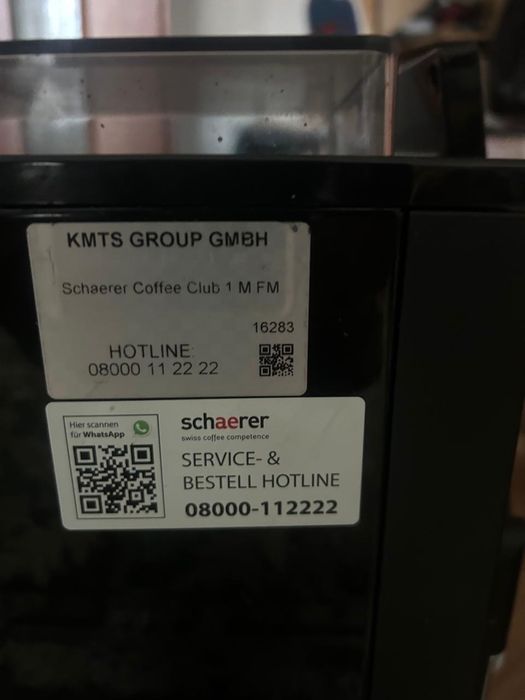 KMTS GROUP GMBH
Schaerer Coffee Club 1 M FM
16283
HOTLINE:
08000 11 22 22
Hier scannen
für WhatsApp
schaerer
swiss coffee competence
SERVICE- &
BESTELL HOTLINE
08000-112222